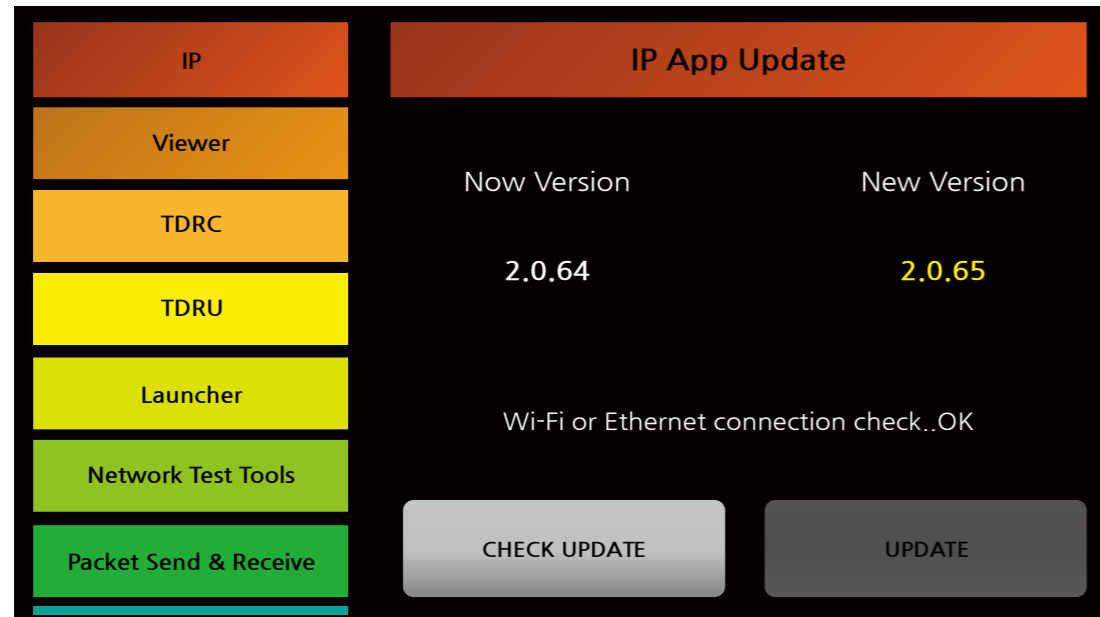 IP
Viewer
TDRC
TDRU
Launcher
Network Test Tools
Packet Send & Receive
IP App Update
Now Version
New Version
2.0.64
2.0.65
Wi-Fi or Ethernet connection check..OK
CHECK UPDATE
UPDATE